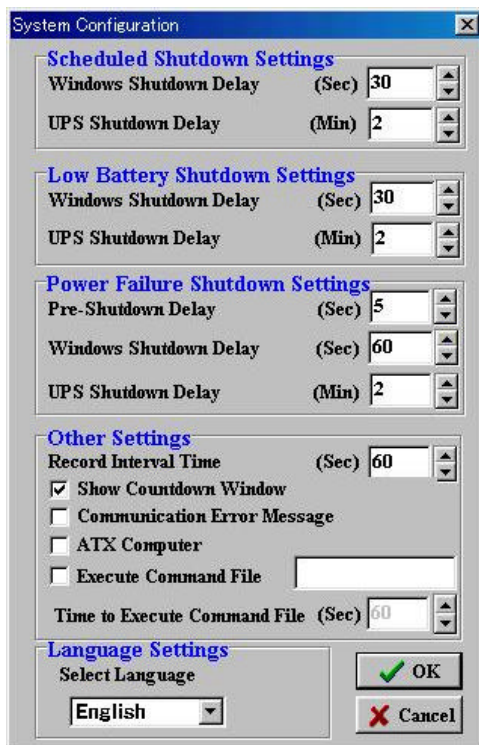 System Configuration
Scheduled Shutdown Settings
Windows Shutdown Delay (Sec) 30
UPS Shutdown Delay (Min) 2
Low Battery Shutdown Settings
Windows Shutdown Delay (Sec) 30
UPS Shutdown Delay (Min) 2
Power Failure Shutdown Settings
Pre-Shutdown Delay (Sec) 5
Windows Shutdown Delay (Sec) 60
UPS Shutdown Delay (Min) 2
Other Settings
Record Interval Time (Sec) 60
Show Countdown Window
Communication Error Message
ATX Computer
Execute Command File
Time to Execute Command File (Sec) 60
Language Settings
Select Language
English
OK
Cancel